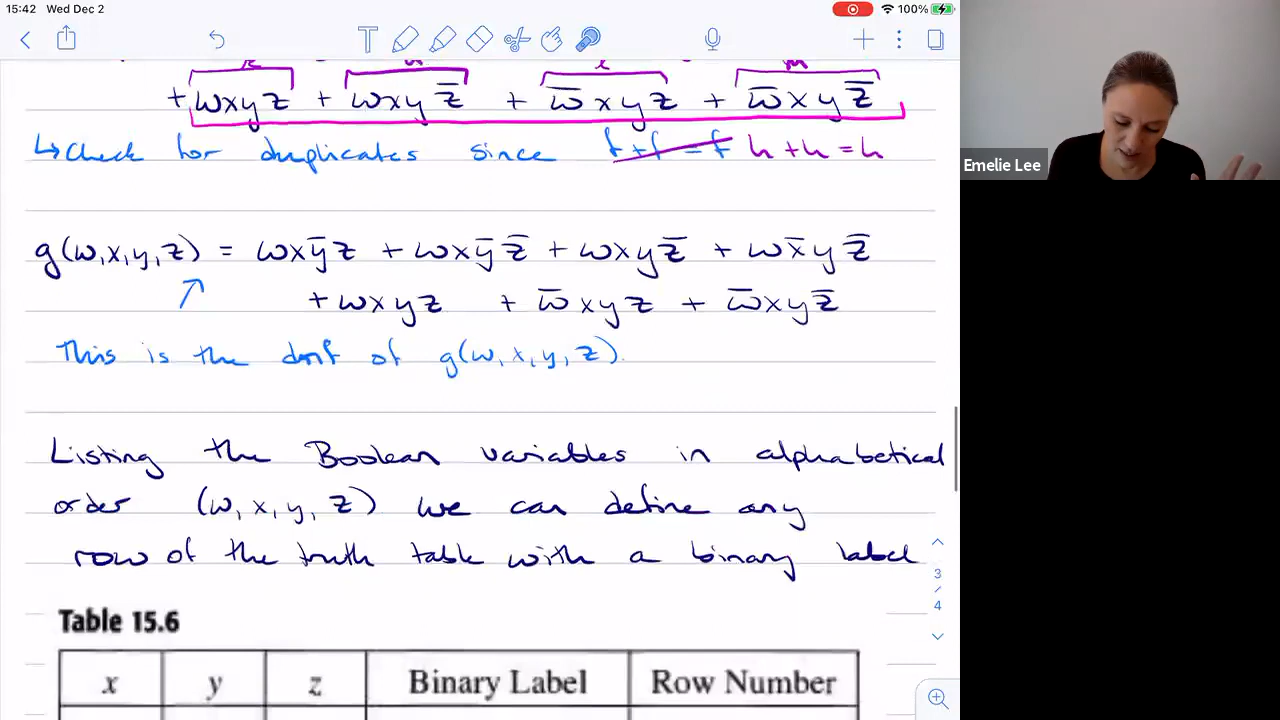 15:42 Wed Dec 2
100%
+ wxyz + wxyz̅ + w̅xyz + w̅xyz̅
↳ Check for duplicates since f + f = f h + h = h
Emelie Lee
g(w,x,y,z) = wxy̅z + wxy̅z̅ + wxyz̅ + wx̅yz̅
+ wxyz + w̅xyz + w̅xyz̅
This is the dnf of g(w,x,y,z).
Listing the Boolean variables in alphabetical
order (w,x,y,z) we can define any
row of the truth table with a binary label
3
/
4
Table 15.6
x y z Binary Label Row Number